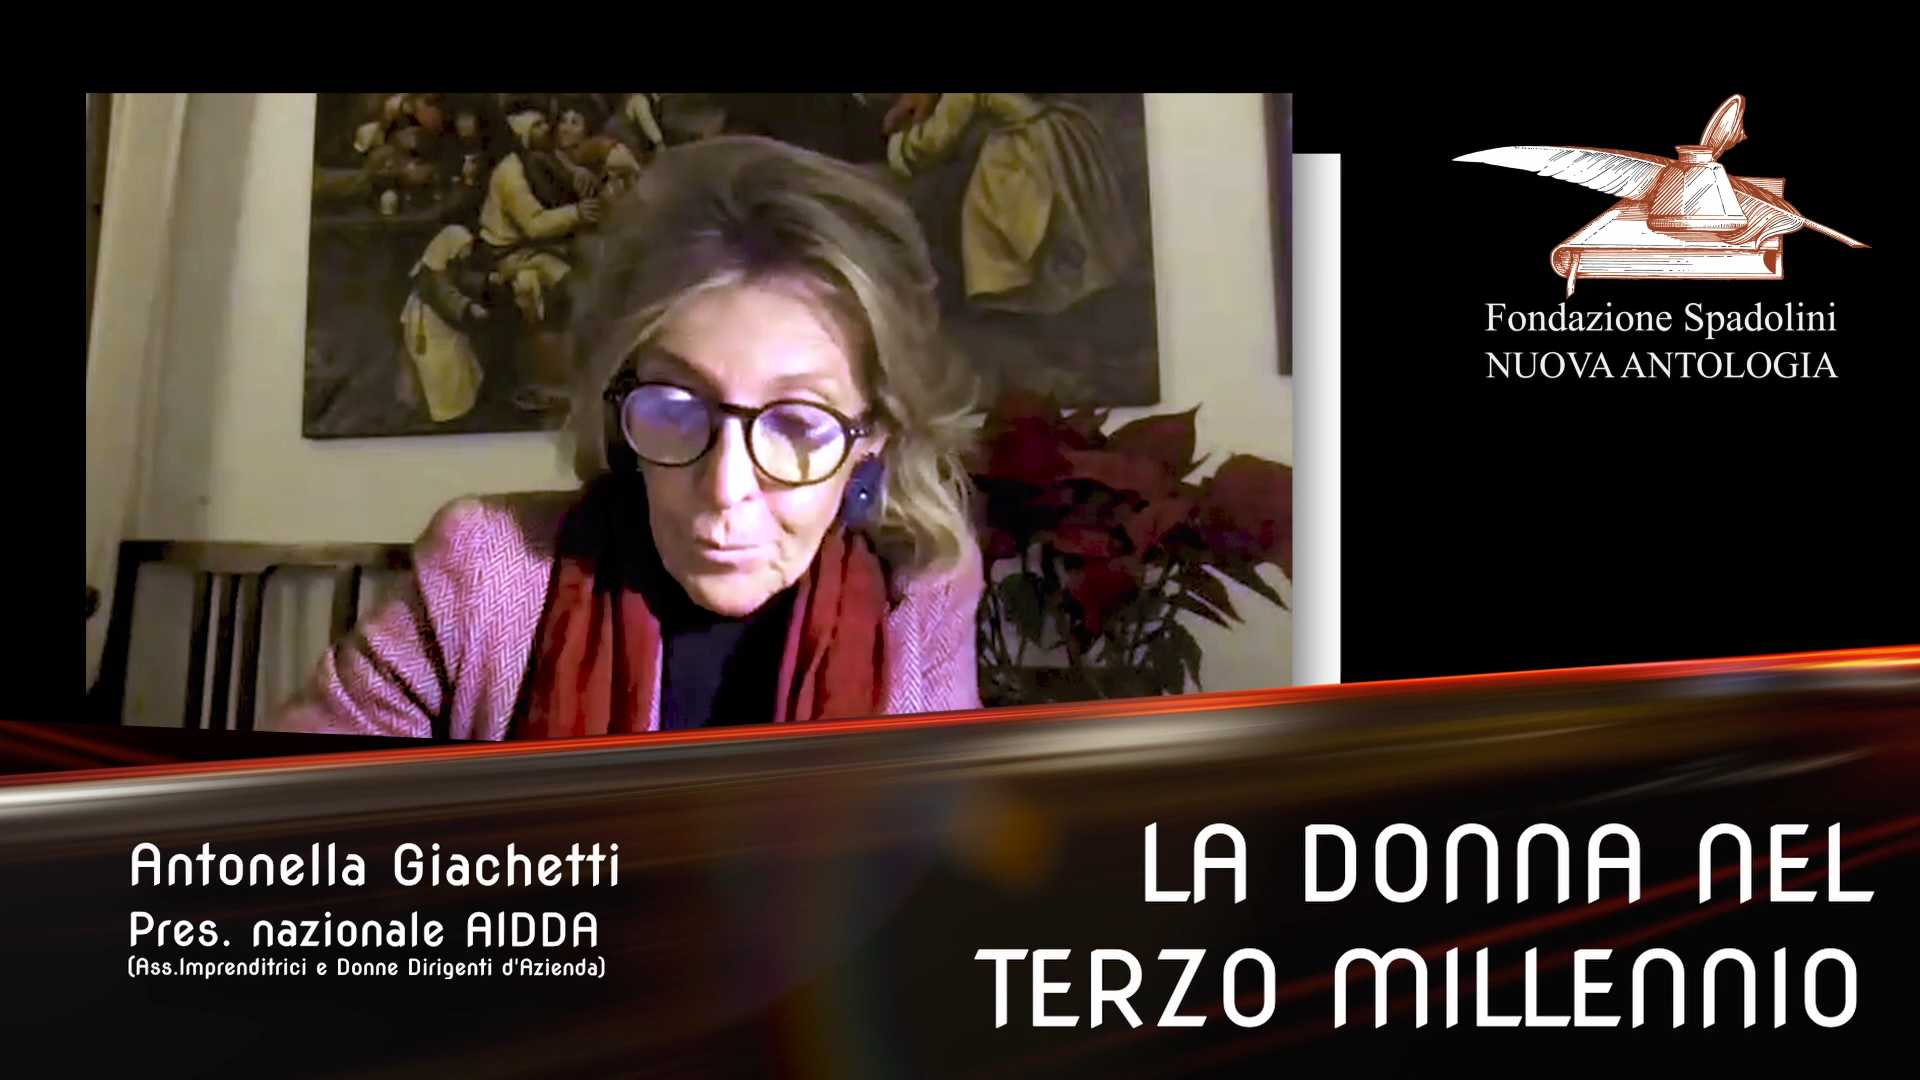 Fondazione Spadolini
NUOVA ANTOLOGIA
Antonella Giachetti
Pres. nazionale AIDDA
(Ass.Imprenditrici e Donne Dirigenti d'Azienda)
LA DONNA NEL
TERZO MILLENNIO